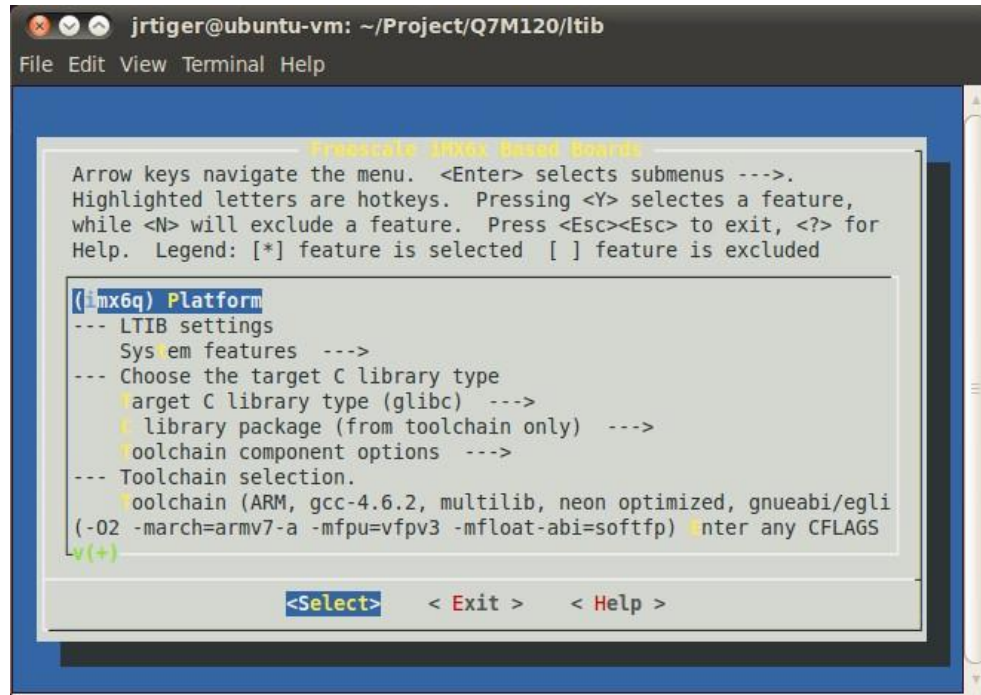 jrtiger@ubuntu-vm: ~/Project/Q7M120/ltib
File Edit View Terminal Help
Freescale iMX6x Based Boards
Arrow keys navigate the menu. <Enter> selects submenus --->.
Highlighted letters are hotkeys. Pressing <Y> selectes a feature,
while <N> will exclude a feature. Press <Esc><Esc> to exit, <?> for
Help. Legend: [*] feature is selected [ ] feature is excluded
(imx6q) Platform
--- LTIB settings
System features --->
--- Choose the target C library type
Target C library type (glibc) --->
C library package (from toolchain only) --->
Toolchain component options --->
--- Toolchain selection.
Toolchain (ARM, gcc-4.6.2, multilib, neon optimized, gnueabi/egli
(-O2 -march=armv7-a -mfpu=vfpv3 -mfloat-abi=softfp) Enter any CFLAGS
v(+)
<Select> < Exit > < Help >